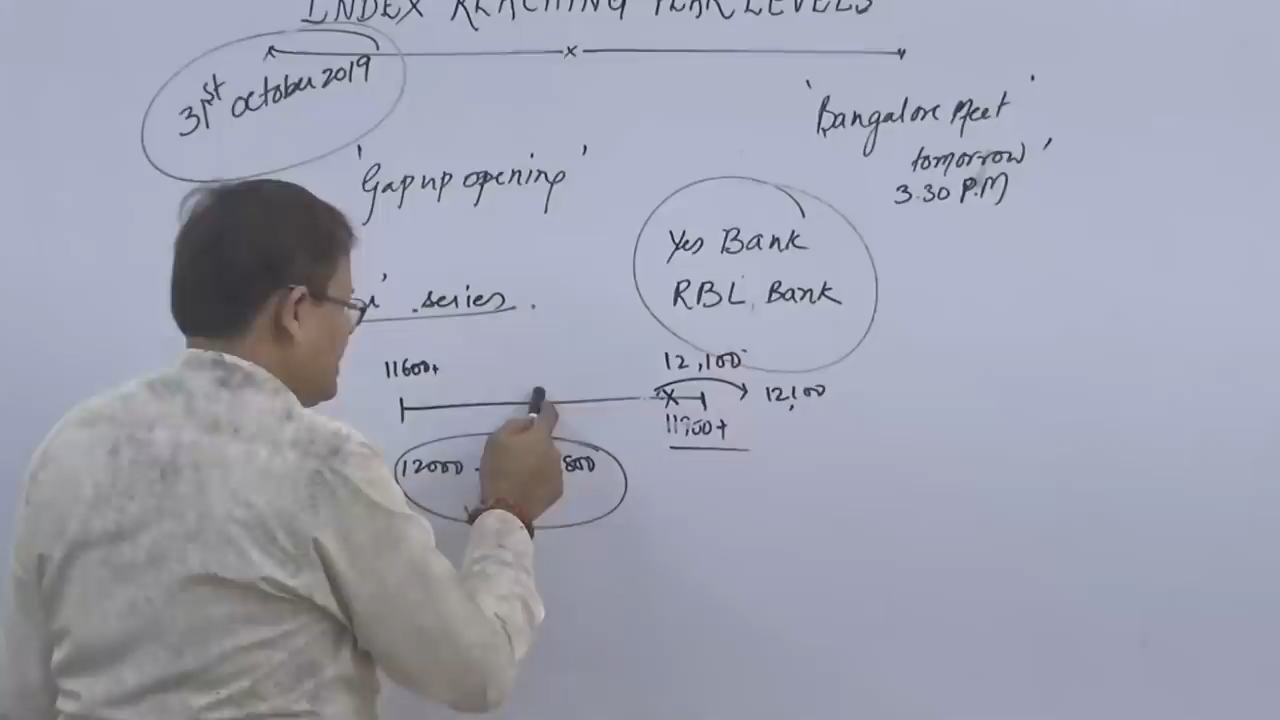 INDEX REACHING PEAK LEVELS
31st October 2019
'Bangalore Meet
tomorrow'
3.30 P.M
'Gap up opening'
Yes Bank
RBL Bank
series.
11600+
12,100
12,100
11950+
12000
800